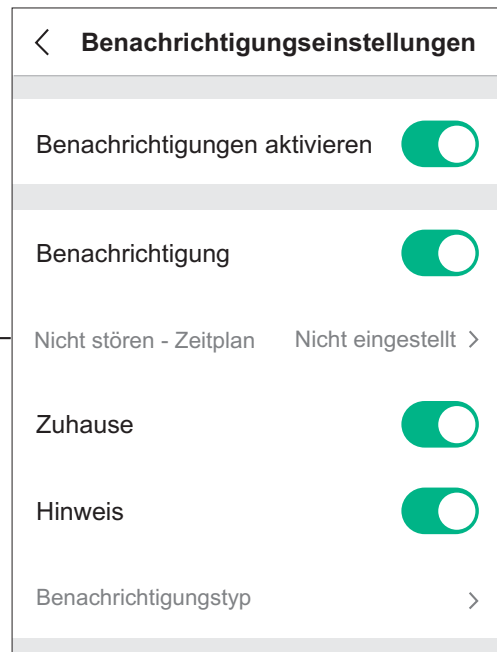 Benachrichtigungseinstellungen
Benachrichtigungen aktivieren
Benachrichtigung
Nicht stören - Zeitplan Nicht eingestellt
Zuhause
Hinweis
Benachrichtigungstyp